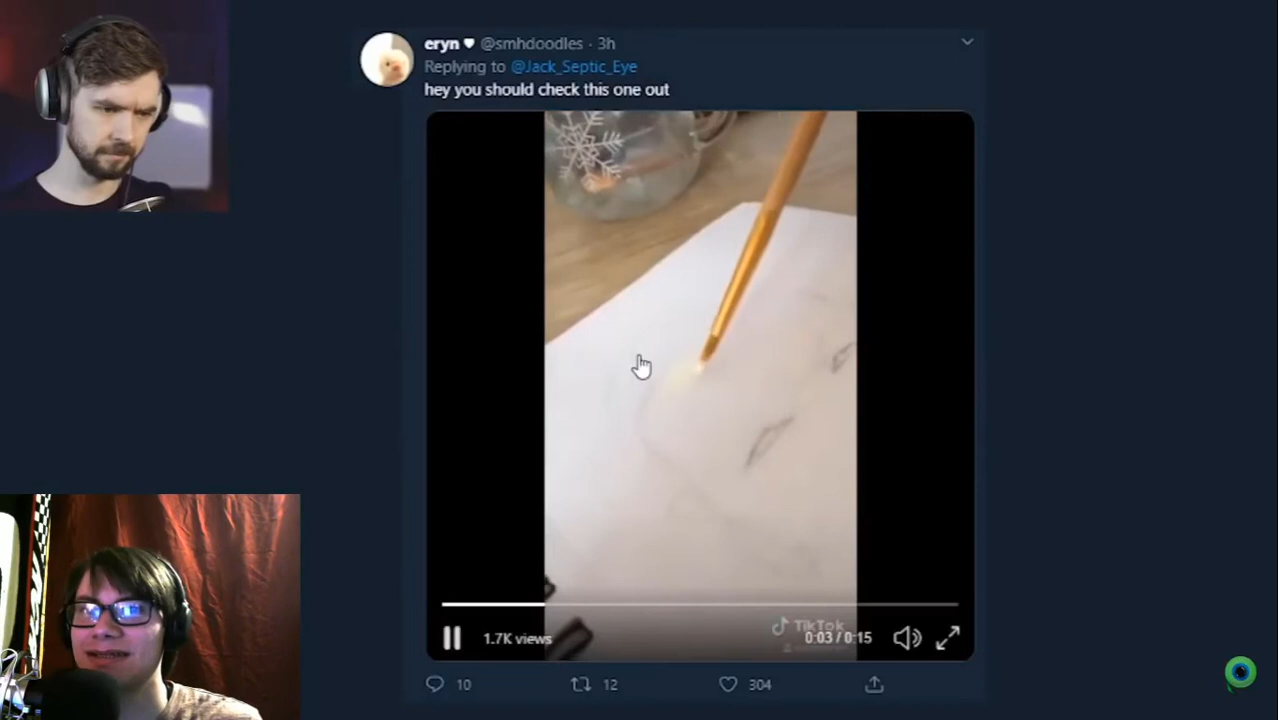 eryn ♥ @smhdoodles · 3h
Replying to @Jack_Septic_Eye
hey you should check this one out
TikTok
1.7K views
0:03 / 0:15
10
12
304